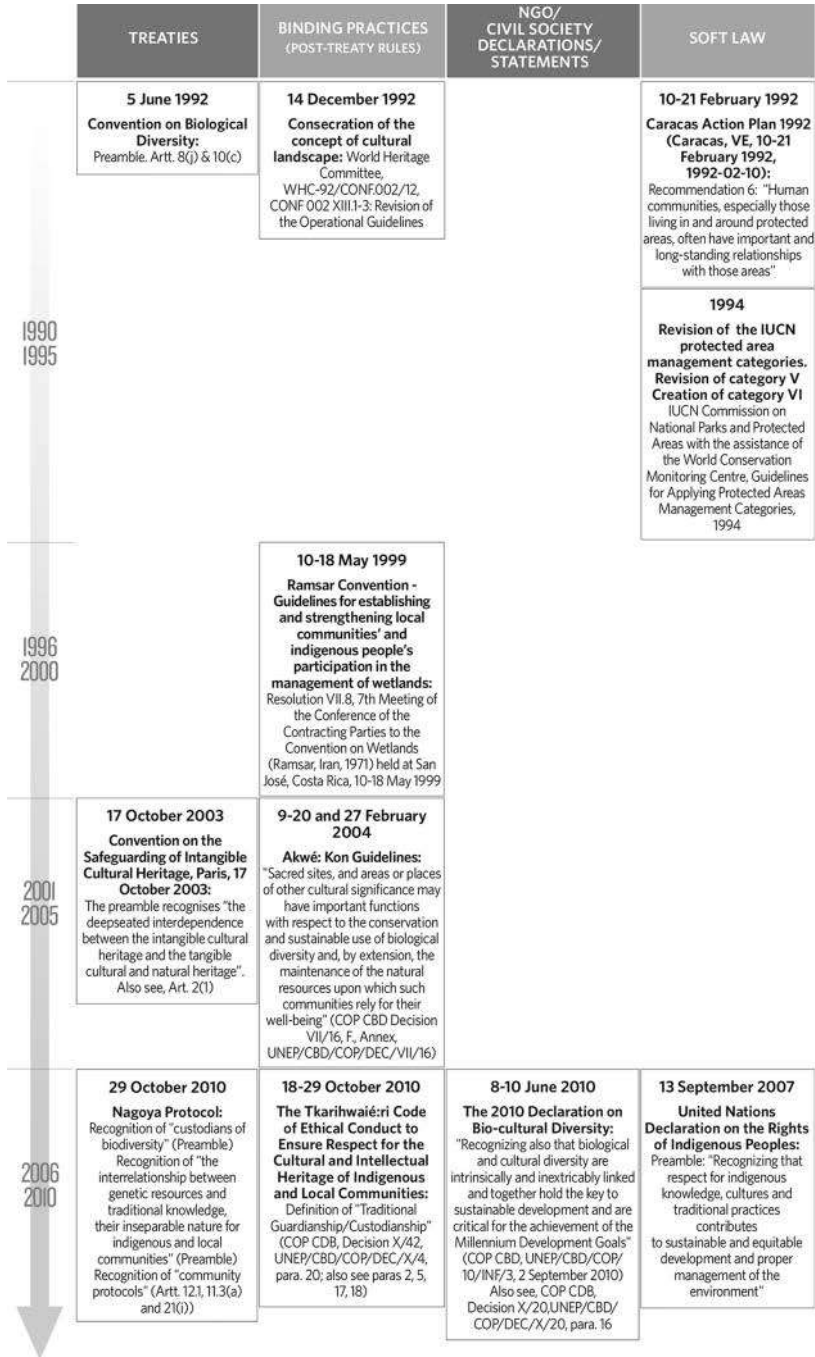 TREATIES
BINDING PRACTICES
(POST-TREATY RULES)
NGO/
CIVIL SOCIETY
DECLARATIONS/
STATEMENTS
SOFT LAW
1990
1995
5 June 1992
Convention on Biological
Diversity:
Preamble. Artt. 8(j) & 10(c)
14 December 1992
Consecration of the
concept of cultural
landscape: World Heritage
Committee,
WHC-92/CONF.002/12,
CONF 002 XIII.1-3: Revision of
the Operational Guidelines
10-21 February 1992
Caracas Action Plan 1992
(Caracas, VE, 10-21
February 1992,
1992-02-10):
Recommendation 6: "Human
communities, especially those
living in and around protected
areas, often have important and
long-standing relationships
with those areas"
1994
Revision of the IUCN
protected area
management categories.
Revision of category V
Creation of category VI
IUCN Commission on
National Parks and Protected
Areas with the assistance of
the World Conservation
Monitoring Centre, Guidelines
for Applying Protected Areas
Management Categories,
1994
1996
2000
10-18 May 1999
Ramsar Convention -
Guidelines for establishing
and strengthening local
communities' and
indigenous people's
participation in the
management of wetlands:
Resolution VII.8, 7th Meeting of
the Conference of the
Contracting Parties to the
Convention on Wetlands
(Ramsar, Iran, 1971) held at San
José, Costa Rica, 10-18 May 1999
2001
2005
17 October 2003
Convention on the
Safeguarding of Intangible
Cultural Heritage, Paris, 17
October 2003:
The preamble recognises "the
deepseated interdependence
between the intangible cultural
heritage and the tangible
cultural and natural heritage".
Also see, Art. 2(1)
9-20 and 27 February
2004
Akwé: Kon Guidelines:
"Sacred sites, and areas or places
of other cultural significance may
have important functions
with respect to the conservation
and sustainable use of biological
diversity and, by extension, the
maintenance of the natural
resources upon which such
communities rely for their
well-being" (COP CBD Decision
VII/16, F., Annex,
UNEP/CBD/COP/DEC/VII/16)
2006
2010
29 October 2010
Nagoya Protocol:
Recognition of "custodians of
biodiversity" (Preamble)
Recognition of "the
interrelationship between
genetic resources and
traditional knowledge,
their inseparable nature for
indigenous and local
communities" (Preamble)
Recognition of "community
protocols" (Artt. 12.1, 11.3(a)
and 21(i))
18-29 October 2010
The Tkarihwaié:ri Code
of Ethical Conduct to
Ensure Respect for the
Cultural and Intellectual
Heritage of Indigenous
and Local Communities:
Definition of "Traditional
Guardianship/Custodianship"
(COP CDB, Decision X/42,
UNEP/CBD/COP/DEC/X/4,
para. 20; also see paras 2, 5,
17, 18)
8-10 June 2010
The 2010 Declaration on
Bio-cultural Diversity:
"Recognizing also that biological
and cultural diversity are
intrinsically and inextricably linked
and together hold the key to
sustainable development and are
critical for the achievement of the
Millennium Development Goals"
(COP CBD, UNEP/CBD/COP/
10/INF/3, 2 September 2010)
Also see, COP CDB,
Decision X/20,UNEP/CBD/
COP/DEC/X/20, para. 16
13 September 2007
United Nations
Declaration on the Rights
of Indigenous Peoples:
Preamble: "Recognizing that
respect for indigenous
knowledge, cultures and
traditional practices
contributes
to sustainable and equitable
development and proper
management of the
environment"